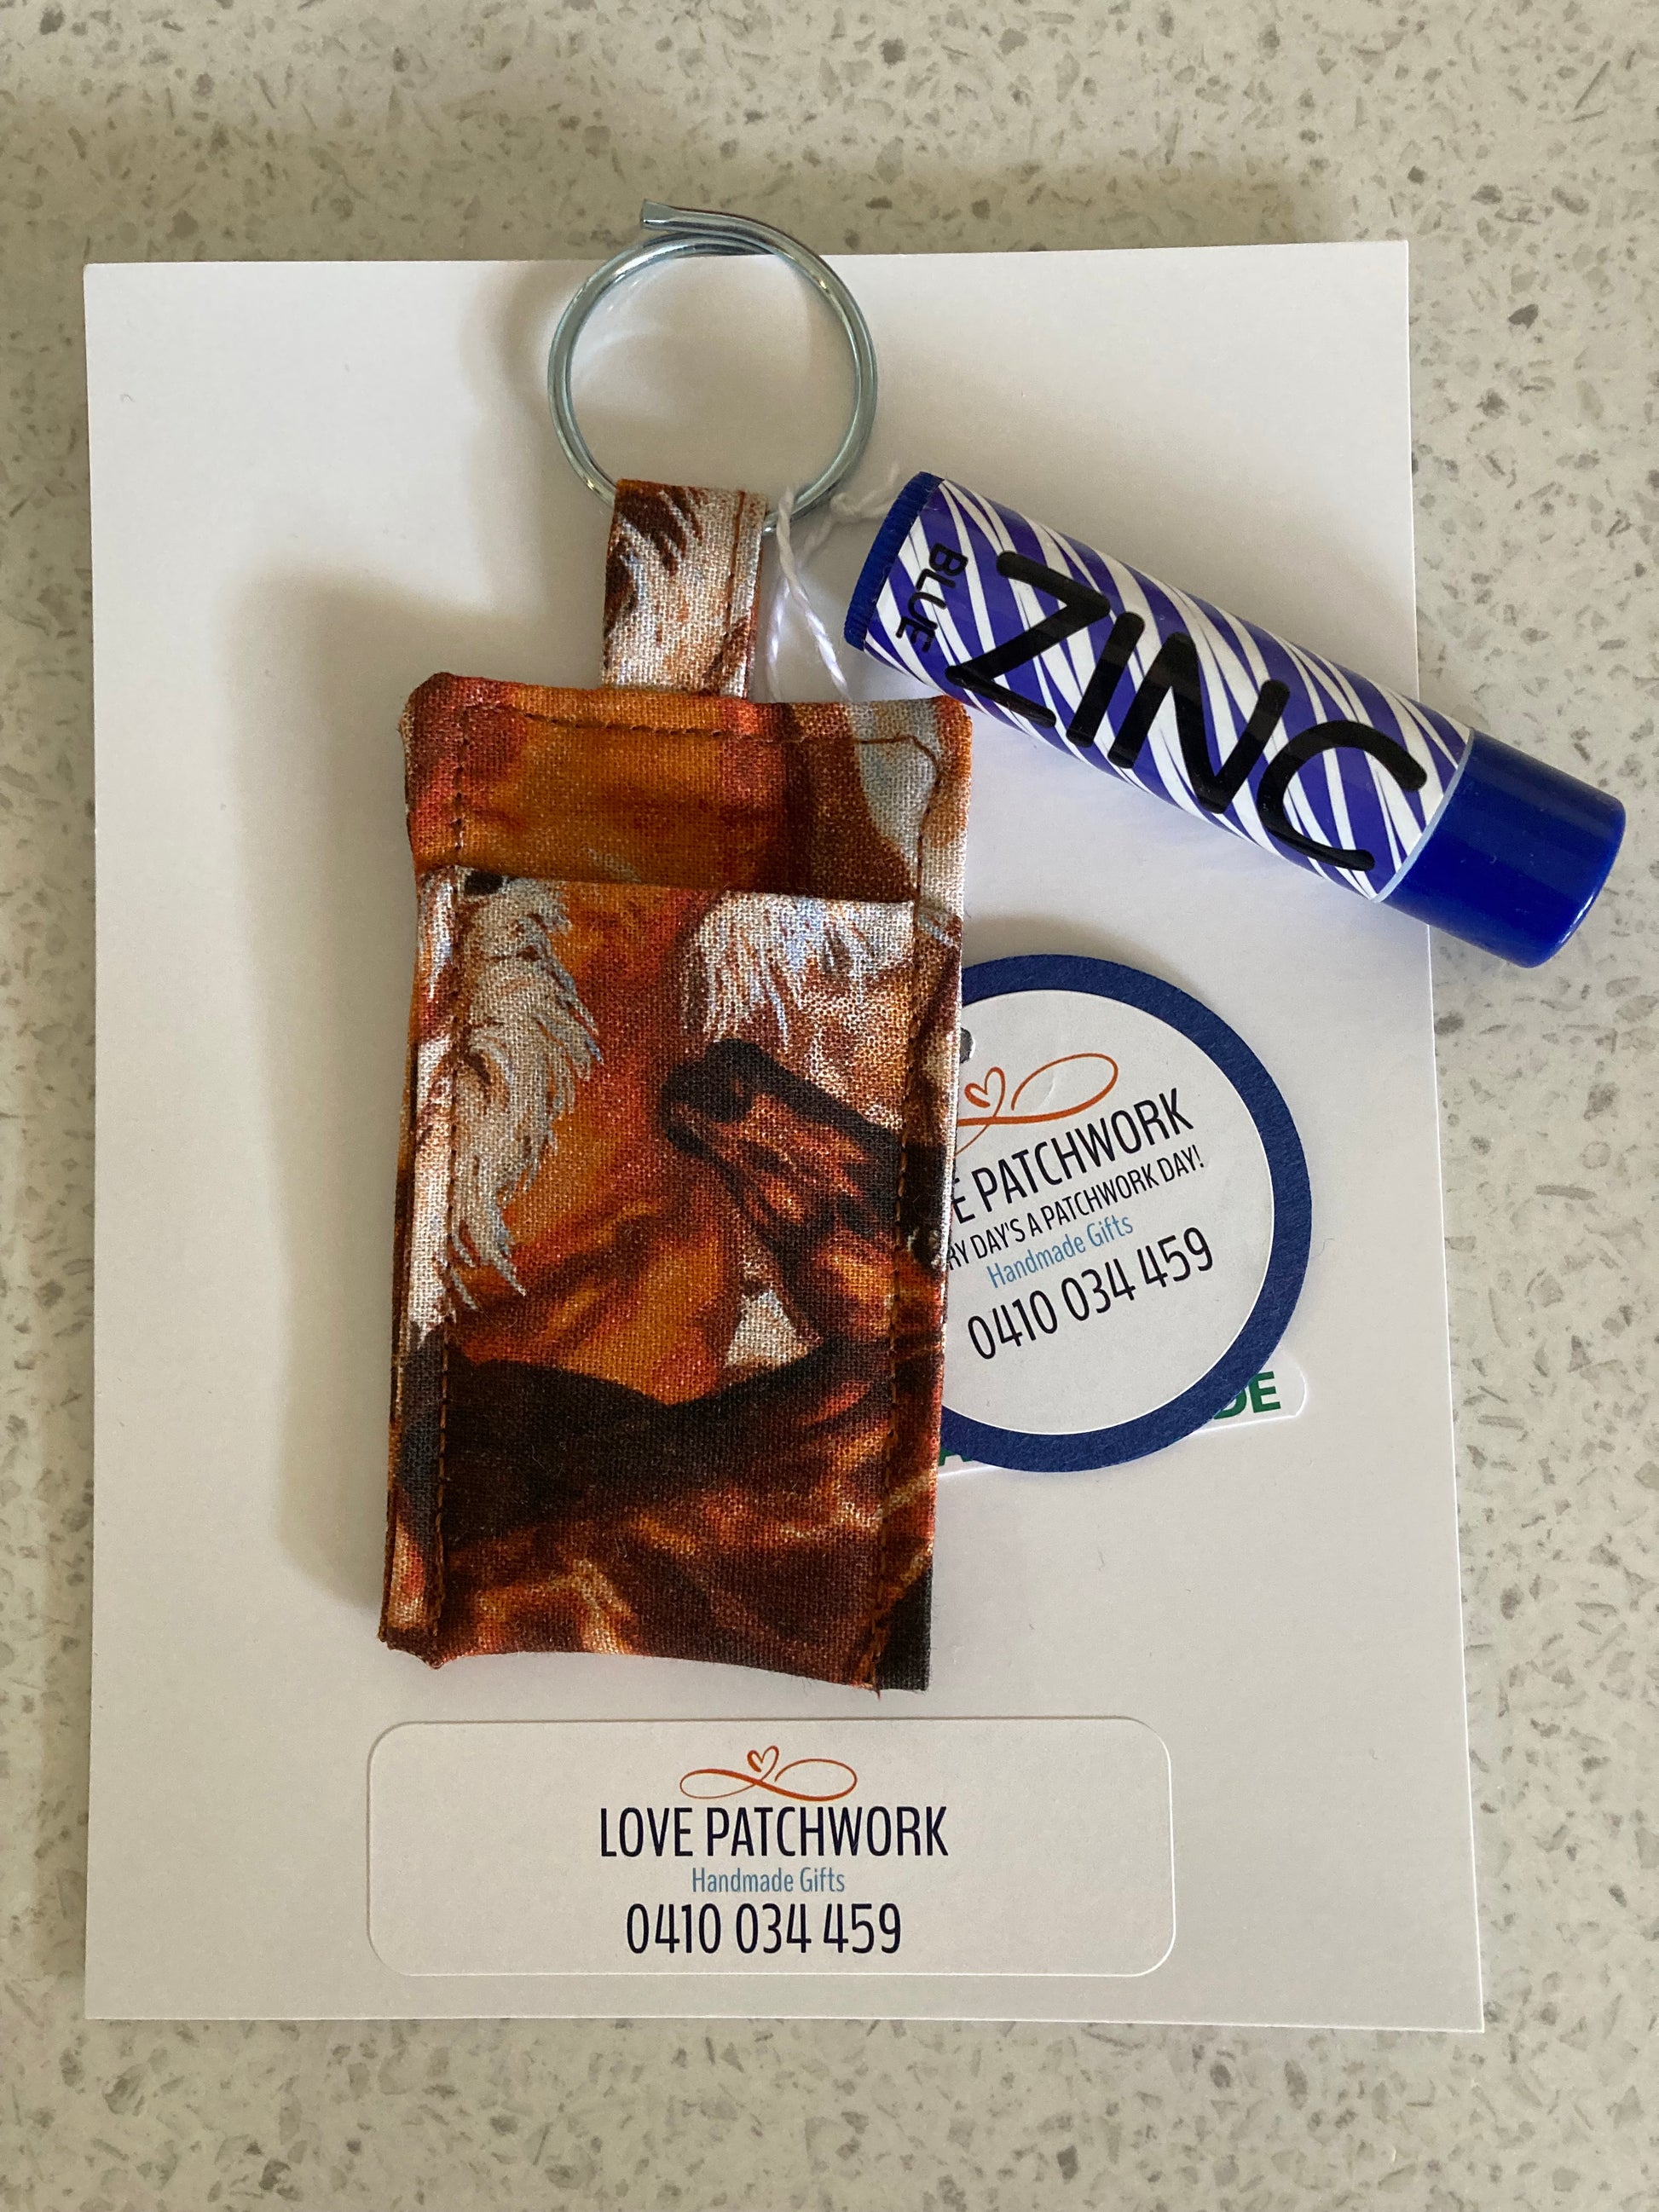 BLUE
ZINC
PATCHWORK
DAY'S A PATCHWORK DAY!
Handmade Gifts
0410 034 459
DE
LOVE PATCHWORK
Handmade Gifts
0410 034 459